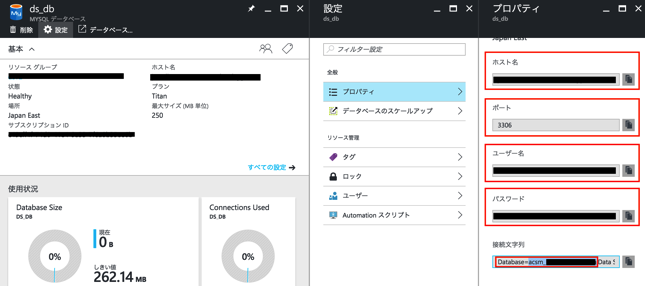 ds_db
MYSQL データベース
削除
設定
データベース...
基本
リソース グループ
ホスト名
状態
Healthy
プラン
Titan
場所
Japan East
最大サイズ (MB 単位)
250
サブスクリプション ID
すべての設定
使用状況
Database Size
DS_DB
0%
現在
0 B
しきい値
262.14 MB
Connections Used
DS_DB
0%
設定
ds_db
フィルター設定
全般
プロパティ
データベースのスケールアップ
リソース管理
タグ
ロック
ユーザー
Automation スクリプト
プロパティ
ds_db
Japan East
ホスト名
ポート
3306
ユーザー名
パスワード
接続文字列
Database=acsm_
Data S